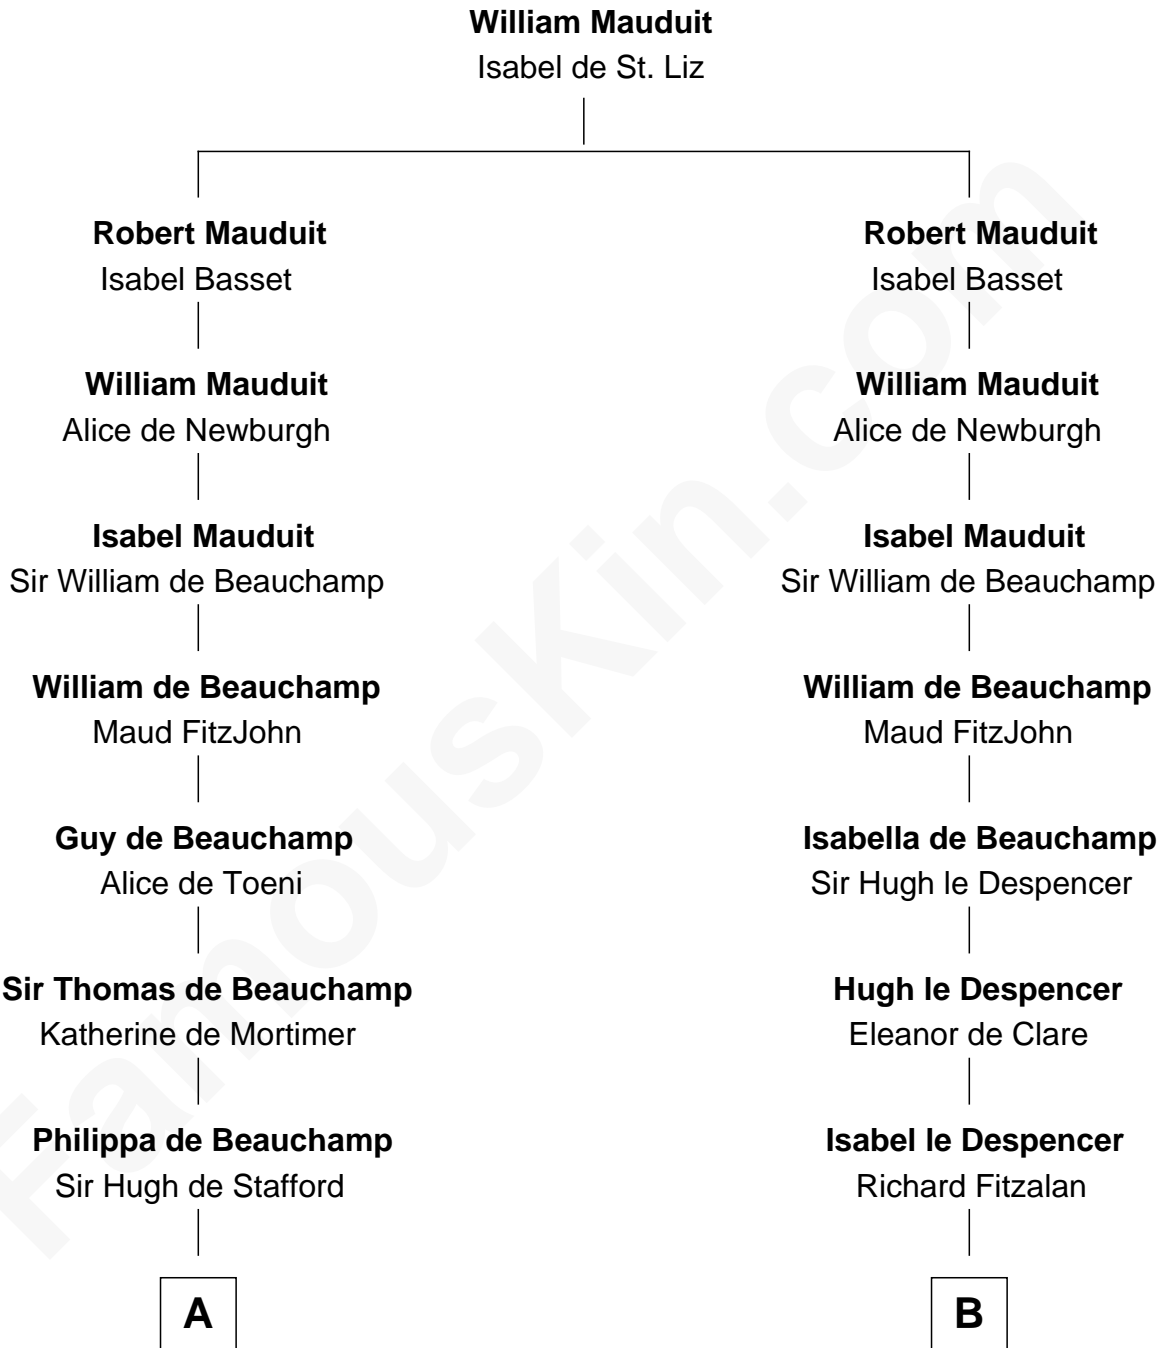 William Mauduit
Isabel de St. Liz
Robert Mauduit
Isabel Basset
William Mauduit
Alice de Newburgh
Isabel Mauduit
Sir William de Beauchamp
William de Beauchamp
Maud FitzJohn
Guy de Beauchamp
Alice de Toeni
Sir Thomas de Beauchamp
Katherine de Mortimer
Philippa de Beauchamp
Sir Hugh de Stafford
A
Robert Mauduit
Isabel Basset
William Mauduit
Alice de Newburgh
Isabel Mauduit
Sir William de Beauchamp
William de Beauchamp
Maud FitzJohn
Isabella de Beauchamp
Sir Hugh le Despencer
Hugh le Despencer
Eleanor de Clare
Isabel le Despencer
Richard Fitzalan
B
FamousKin.com